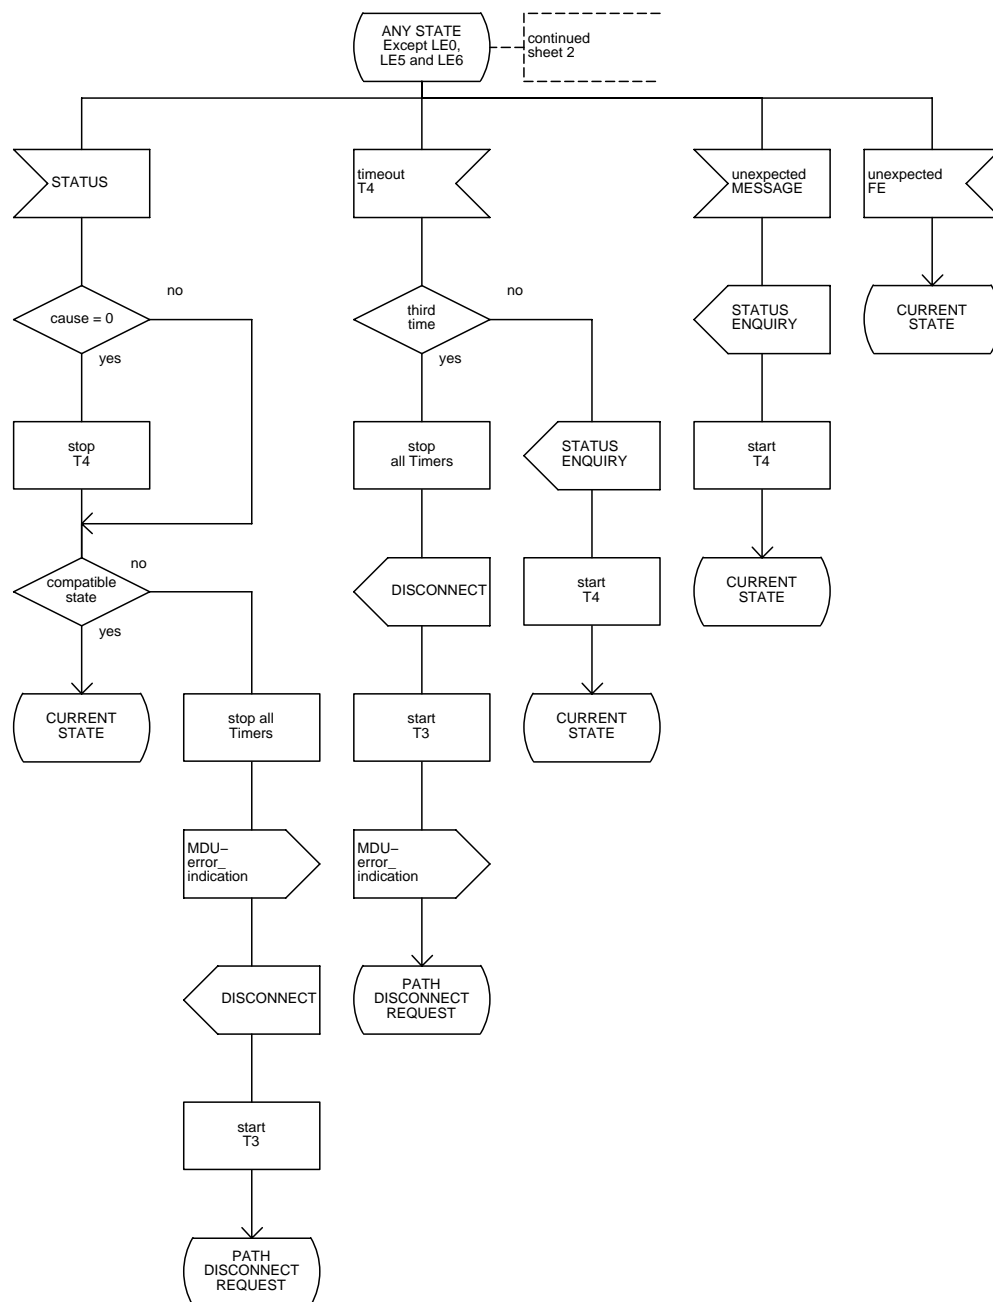 ANY STATE
Except LE0,
LE5 and LE6
continued
sheet 2
STATUS
timeout
T4
unexpected
MESSAGE
unexpected
FE
no
cause = 0
yes
no
third
time
yes
STATUS
ENQUIRY
CURRENT
STATE
stop
T4
stop
all Timers
STATUS
ENQUIRY
start
T4
no
compatible
state
yes
DISCONNECT
start
T4
CURRENT
STATE
CURRENT
STATE
stop all
Timers
start
T3
CURRENT
STATE
MDU–
error_
indication
MDU–
error_
indication
DISCONNECT
PATH
DISCONNECT
REQUEST
start
T3
PATH
DISCONNECT
REQUEST